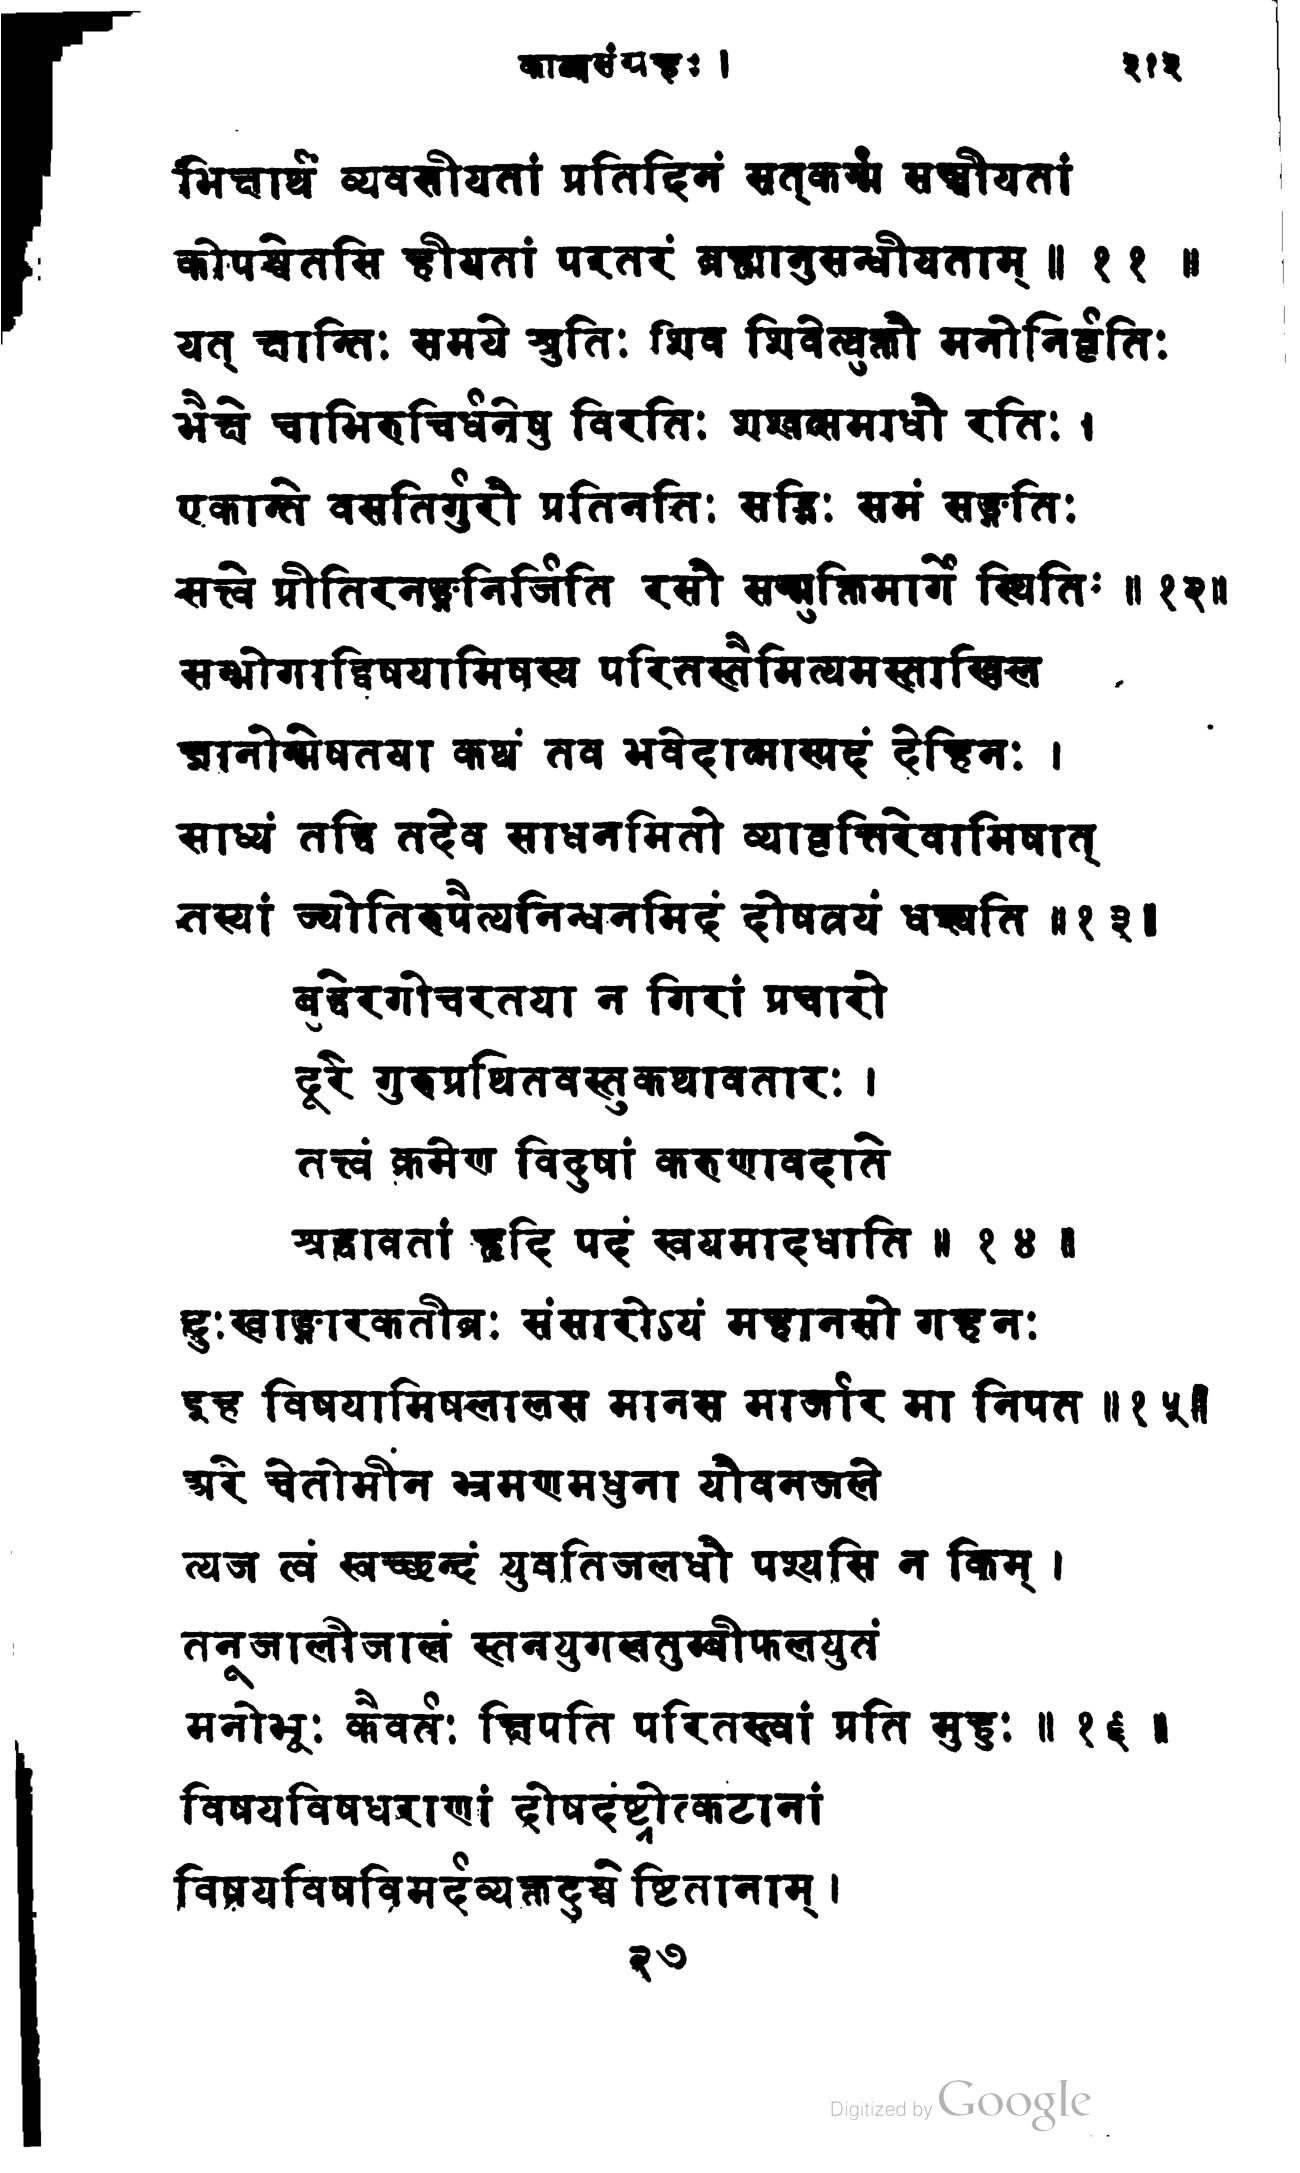 काव्यसंग्रहः । २१२
भिक्षार्थं व्यवसीयतां प्रतिदिनं सत्कर्म्म सञ्चीयतां
कोपश्चेतसि हीयतां परतरं ब्रह्मानुसन्धीयताम् ॥ ११ ॥
यत् क्षान्तिः समये श्रुतिः शिव शिवेत्युक्तौ मनोनिर्वृतिः
भैक्षे चाभिरुचिर्धनेषु विरतिः शश्वत्समाधौ रतिः ।
एकान्ते वसतिर्गुरौ प्रतिनतिः सद्भिः समं सङ्गतिः
सत्त्वे प्रीतिरनङ्गनिर्जिति रसौ सन्मुक्तिमार्गे स्थितिः ॥ १२॥
सम्भोगाद्विषयामिषस्य परितस्तैमित्यमस्ताखिल
ज्ञानोन्मेषतया कथं तव भवेदात्मास्पदं देहिनः ।
साध्यं तद्धि तदेव साधनमितो व्यावृत्तिरेवामिषात्
तस्यां ज्योतिरुपैत्यनिन्धनमिदं दोषत्रयं धक्ष्यति ॥१३॥
बुद्धेरगोचरतया न गिरां प्रचारो
दूरे गुरुप्रथितवस्तुकथावतारः ।
तत्त्वं क्रमेण विदुषां करुणावदाते
श्रद्धावतां हृदि पदं स्वयमादधाति ॥ १४ ॥
दुःखाङ्गारकतीव्रः संसारोऽयं महानसो गहनः
इह विषयामिषलालस मानस मार्जार मा निपत ॥१५॥
अरे चेतोमीन भ्रमणमधुना यौवनजले
त्यज त्वं स्वच्छन्दं युवतिजलधौ पश्यसि न किम् ।
तनूजालीजालं स्तनयुगलतुम्बीफलयुतं
मनोभूः कैवर्तः क्षिपति परितस्त्वां प्रति मुहुः ॥ १६ ॥
विषयविषधराणां दोषदंष्ट्रोत्कटानां
विषयविषविमर्दव्यक्तदुश्चेष्टितानाम् ।
२७
Digitized by Google